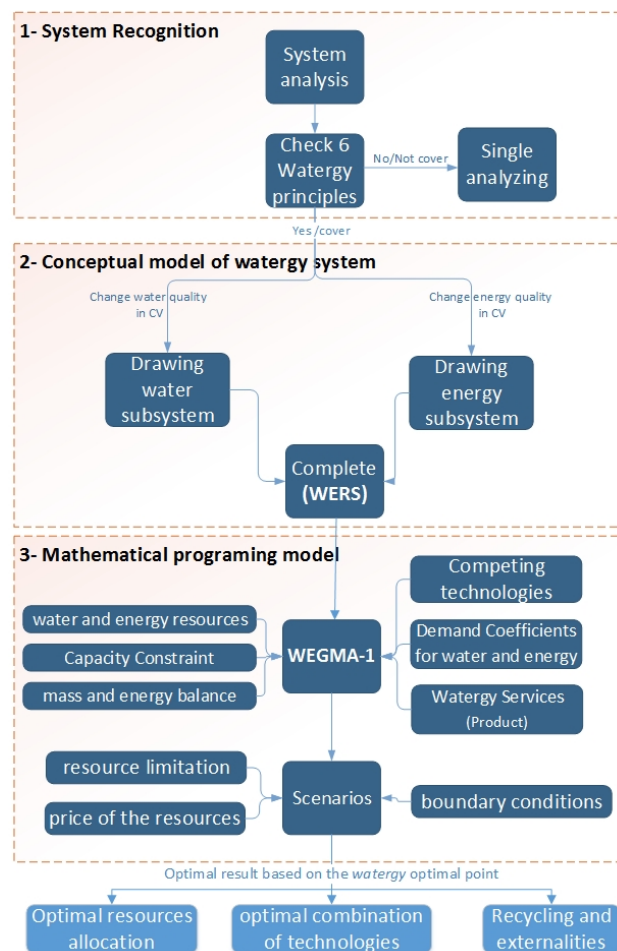 1- System Recognition
System
analysis
Check 6
Watergy
principles
No/Not cover
Single
analyzing
Yes /cover
2- Conceptual model of watergy system
Change water quality
in CV
Change energy quality
in CV
Drawing
water
subsystem
Drawing
energy
subsystem
Complete
(WERS)
3- Mathematical programing model
water and energy resources
Capacity Constraint
mass and energy balance
WEGMA-1
Competing
technologies
Demand Coefficients
for water and energy
Watergy Services
(Product)
resource limitation
price of the resources
Scenarios
boundary conditions
Optimal result based on the watergy optimal point
Optimal resources
allocation
optimal combination
of technologies
Recycling and
externalities